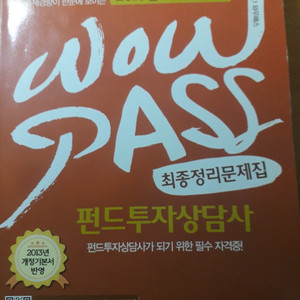 WOW
PASS
최종정리문제집
펀드투자상담사
펀드투자상담사가 되기 위한 필수 자격증!
2013년
개정기본서
반영